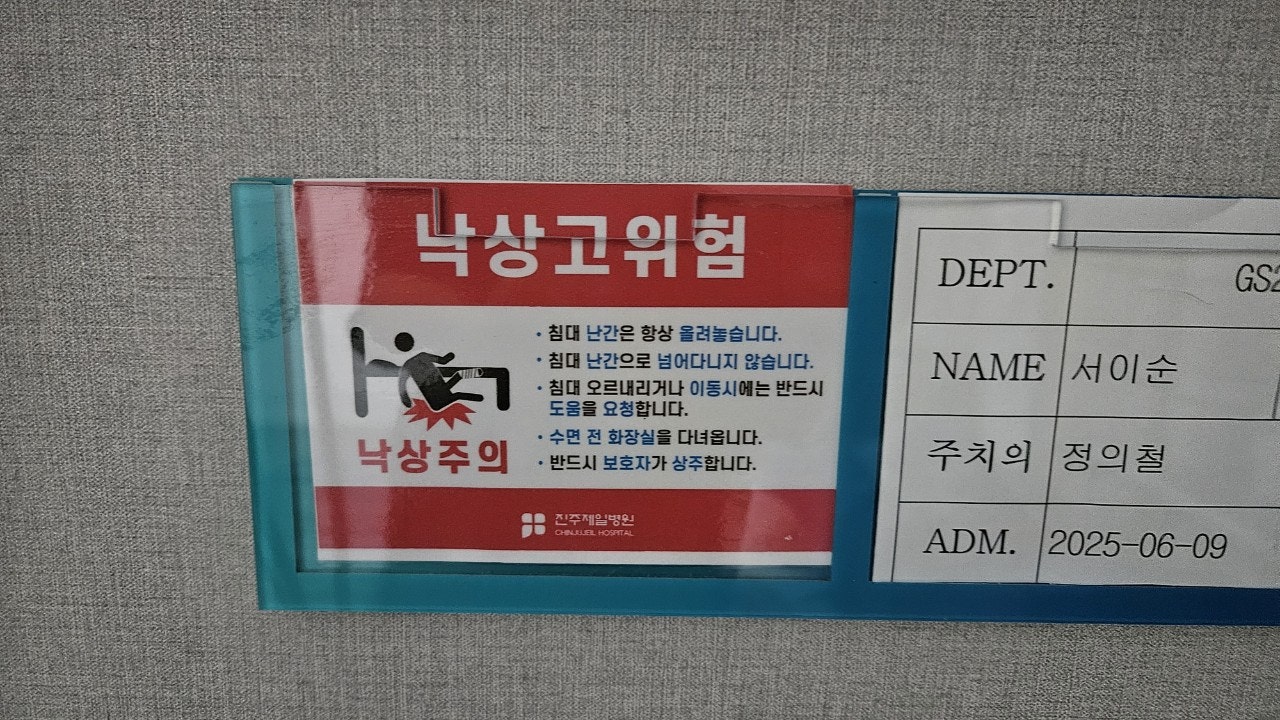 낙상고위험
· 침대 난간은 항상 올려놓습니다.
· 침대 난간으로 넘어다니지 않습니다.
· 침대 오르내리거나 이동시에는 반드시
도움을 요청합니다.
· 수면 전 화장실을 다녀옵니다.
· 반드시 보호자가 상주합니다.
낙상주의
진주제일병원
CHINJUJEIL HOSPITAL
DEPT. GS2
NAME 서이순
주치의 정의철
ADM. 2025-06-09